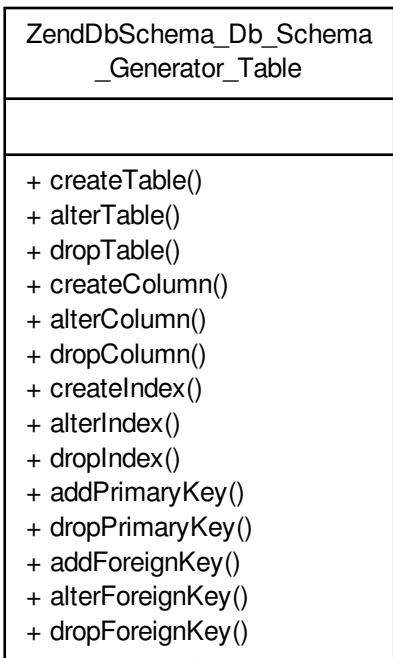 ZendDbSchema_Db_Schema
_Generator_Table
+ createTable()
+ alterTable()
+ dropTable()
+ createColumn()
+ alterColumn()
+ dropColumn()
+ createIndex()
+ alterIndex()
+ dropIndex()
+ addPrimaryKey()
+ dropPrimaryKey()
+ addForeignKey()
+ alterForeignKey()
+ dropForeignKey()